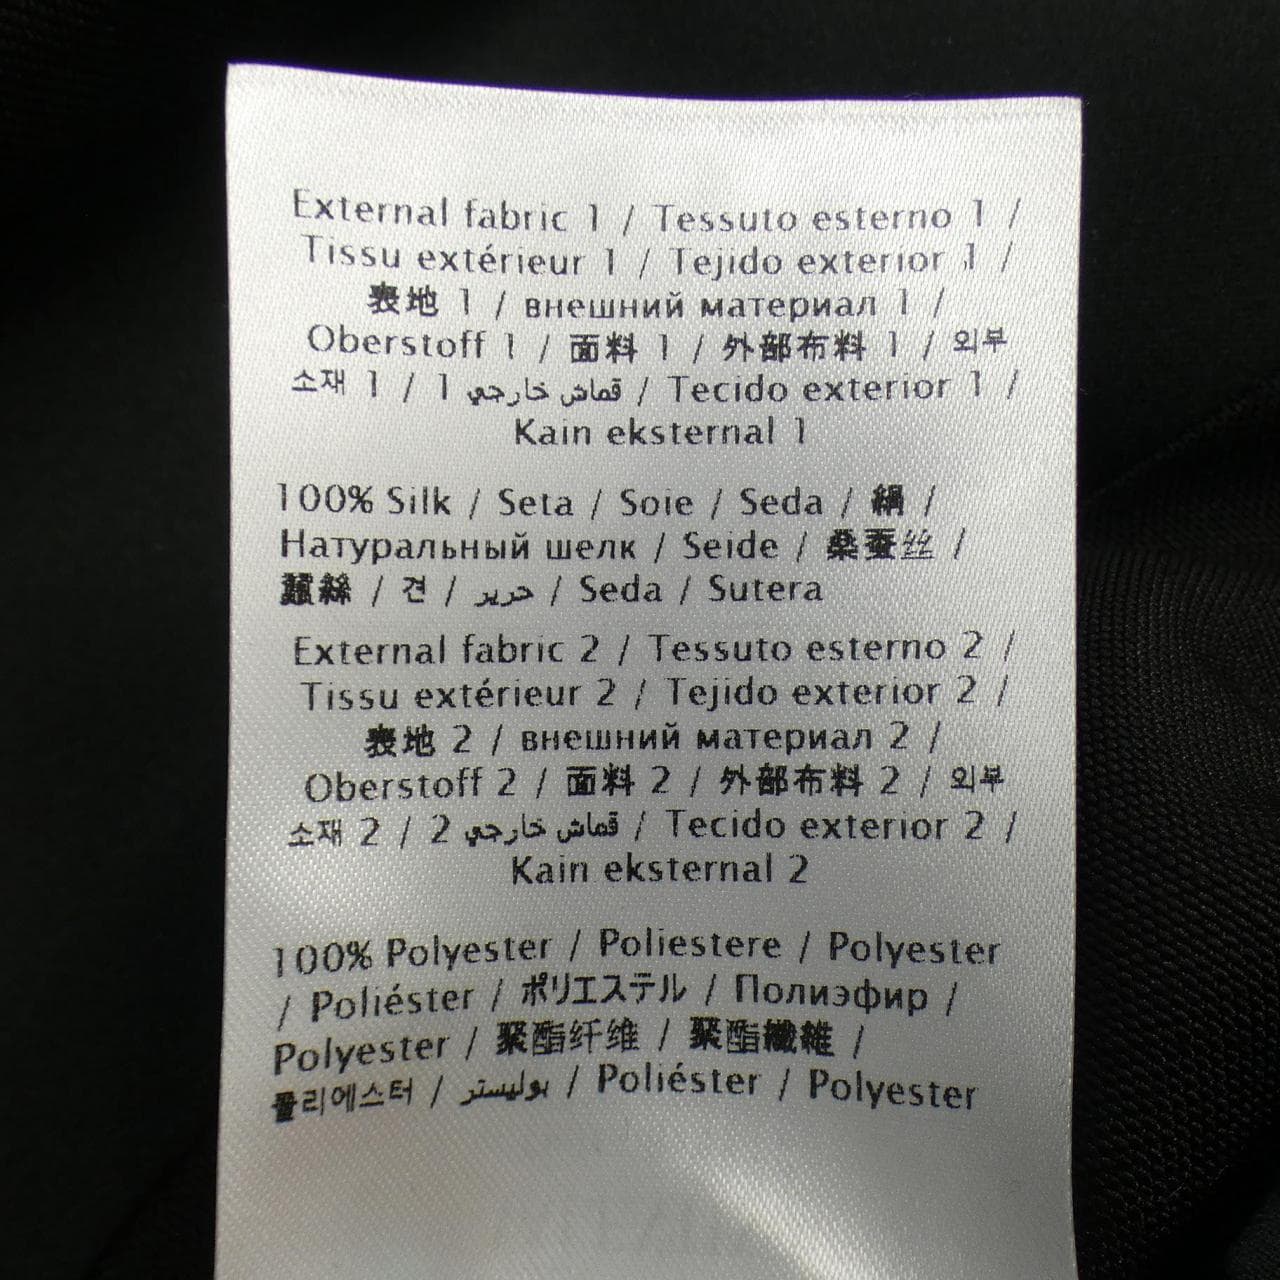 External fabric 1 / Tessuto esterno 1 /
Tissu extérieur 1 / Tejido exterior 1 /
表地 1 / внешний материал 1 /
Oberstoff 1 / 面料 1 / 外部布料 1 / 외부
소재 1 / قماش خارجي 1 / Tecido exterior 1 /
Kain eksternal 1
100% Silk / Seta / Soie / Seda / 絹 /
Натуральный шелк / Seide / 桑蚕丝 /
蠶絲 / 견 / حرير / Seda / Sutera
External fabric 2 / Tessuto esterno 2 /
Tissu extérieur 2 / Tejido exterior 2 /
表地 2 / внешний материал 2 /
Oberstoff 2 / 面料 2 / 外部布料 2 / 외부
소재 2 / قماش خارجي 2 / Tecido exterior 2 /
Kain eksternal 2
100% Polyester / Poliestere / Polyester
/ Poliéster / ポリエステル / Полиэфир /
Polyester / 聚酯纤维 / 聚酯纖維 /
폴리에스터 / بوليستر / Poliéster / Polyester